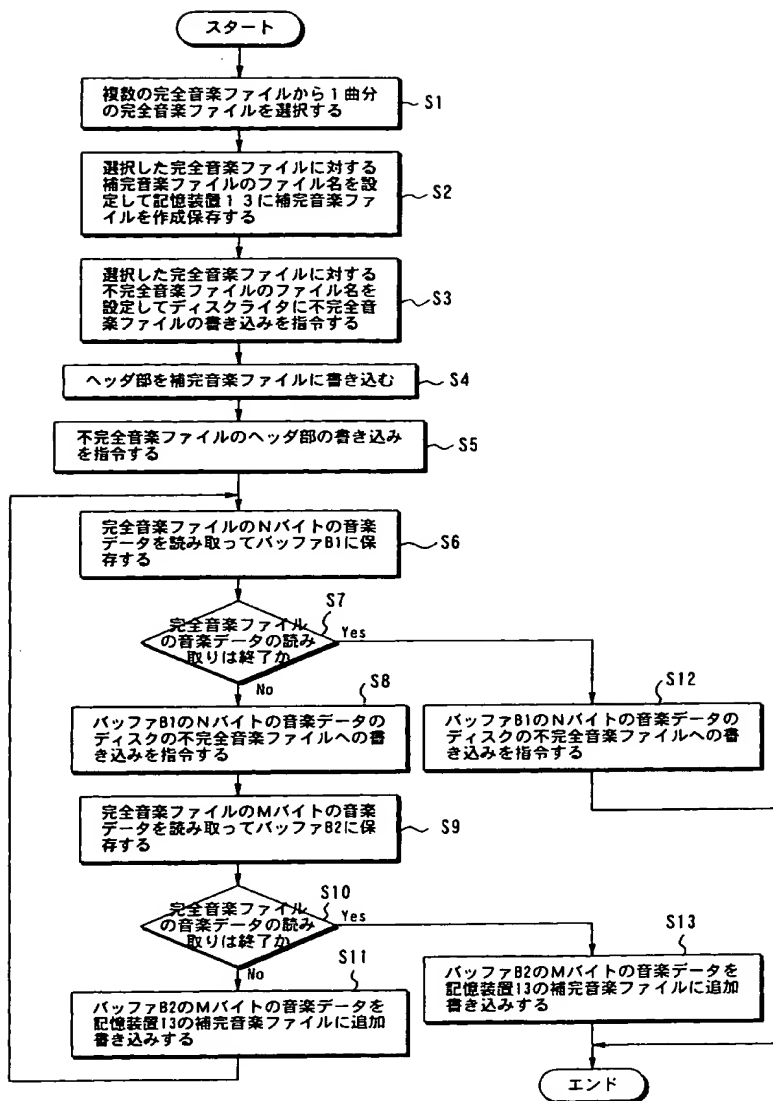 スタート
複数の完全音楽ファイルから1曲分
の完全音楽ファイルを選択する
S1
選択した完全音楽ファイルに対する
補完音楽ファイルのファイル名を設
定して記憶装置13に補完音楽ファ
イルを作成保存する
S2
選択した完全音楽ファイルに対する
不完全音楽ファイルのファイル名を
設定してディスクライタに不完全音
楽ファイルの書き込みを指令する
S3
ヘッダ部を補完音楽ファイルに書き込む
S4
不完全音楽ファイルのヘッダ部の書き込み
を指令する
S5
完全音楽ファイルのNバイトの音楽
データを読み取ってバッファB1に保
存する
S6
S7
完全音楽ファイル
の音楽データの読み
取りは終了か
Yes
No
S8
バッファB1のNバイトの音楽データの
ディスクの不完全音楽ファイルへの書
き込みを指令する
S12
バッファB1のNバイトの音楽データの
ディスクの不完全音楽ファイルへの書
き込みを指令する
完全音楽ファイルのMバイトの音楽
データを読み取ってバッファB2に保
存する
S9
S10
完全音楽ファイル
の音楽データの読み
取りは終了か
Yes
No
S11
バッファB2のMバイトの音楽データを
記憶装置13の補完音楽ファイルに追加
書き込みする
S13
バッファB2のMバイトの音楽データを
記憶装置13の補完音楽ファイルに追加
書き込みする
エンド